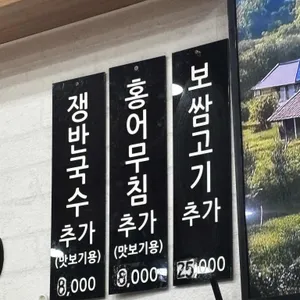 쟁반국수
추가
(맛보기용)
8,000
홍어무침
추가
(맛보기용)
8,000
보쌈고기
추가
25,000